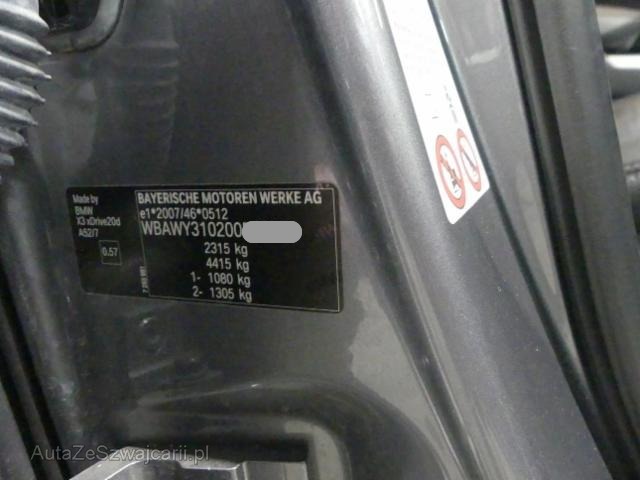 Made by
BMW
X3 xDrive20d
A52/7
0.57
BAYERISCHE MOTOREN WERKE AG
e1*2007/46*0512
WBAWY310200
2315 kg
4415 kg
1- 1080 kg
2- 1305 kg
AutaZeSzwajcarii.pl